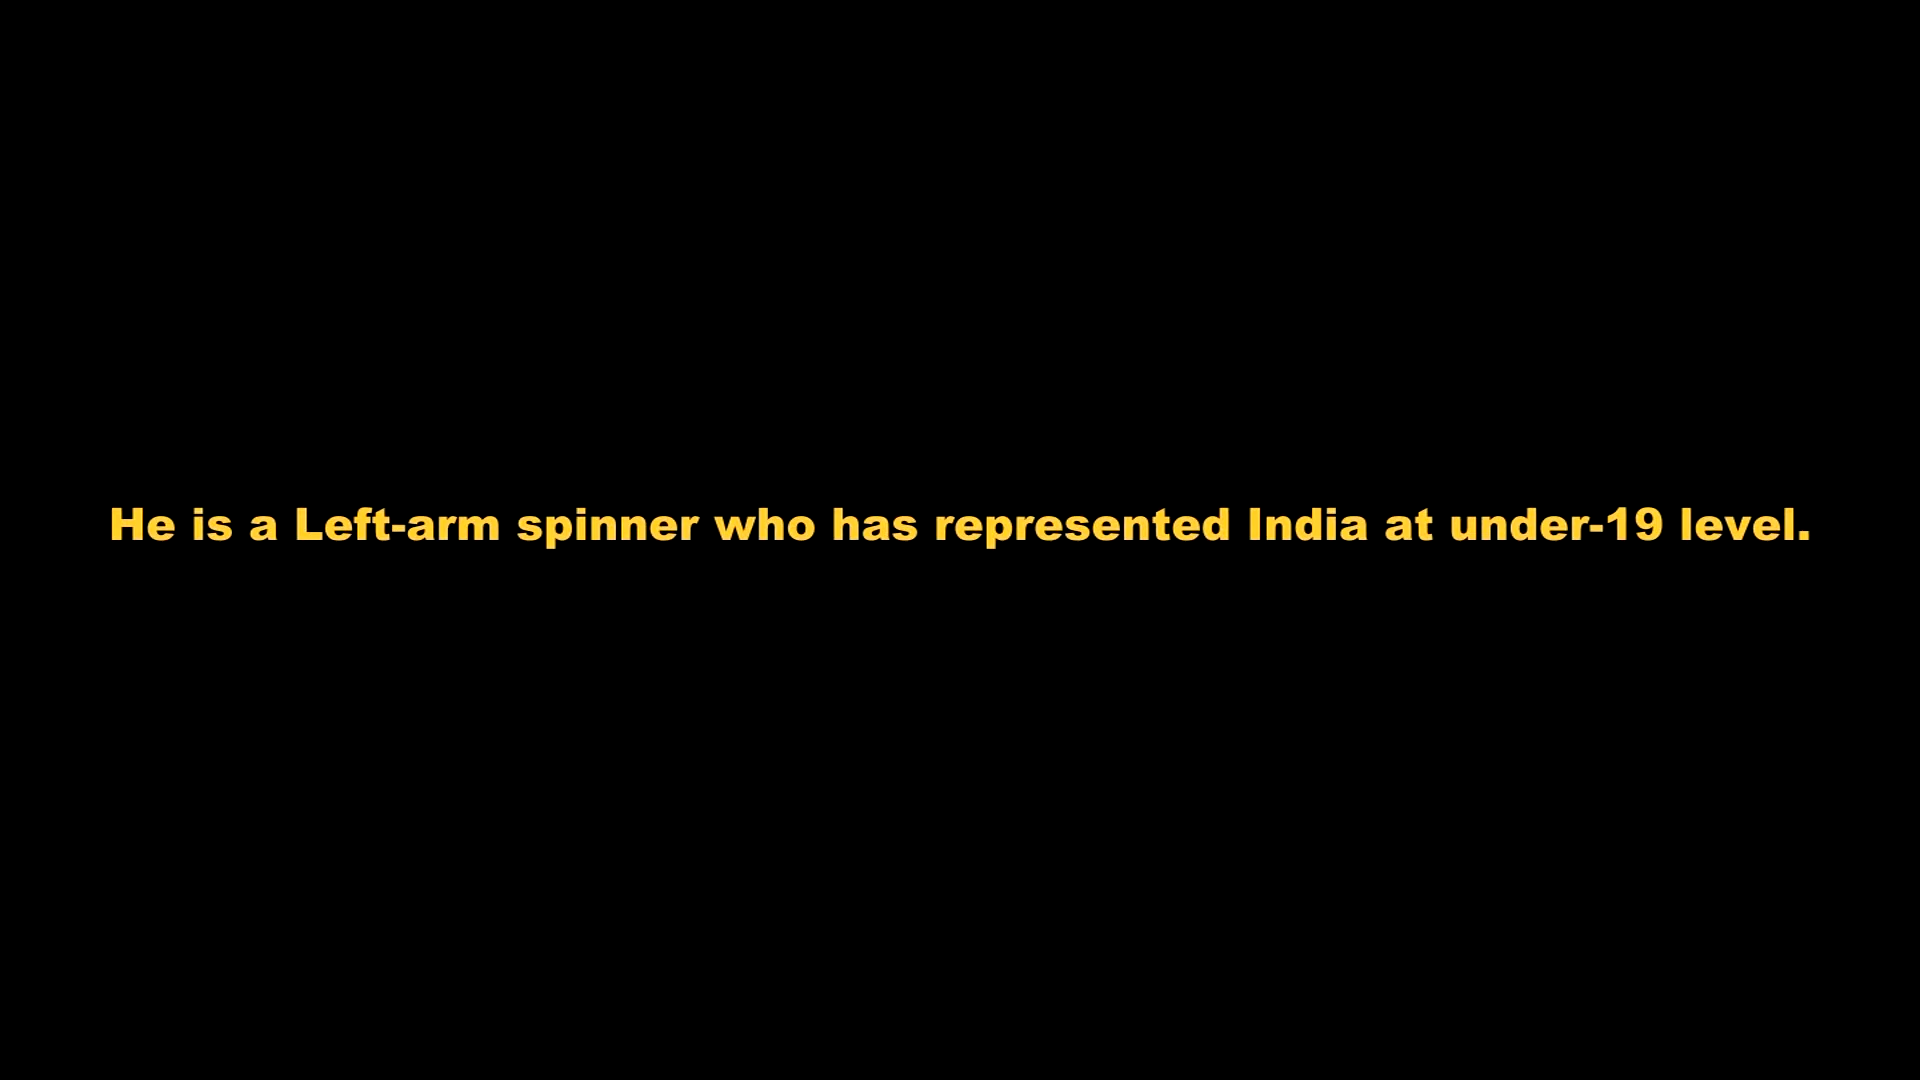 He is a Left-arm spinner who has represented India at under-19 level.